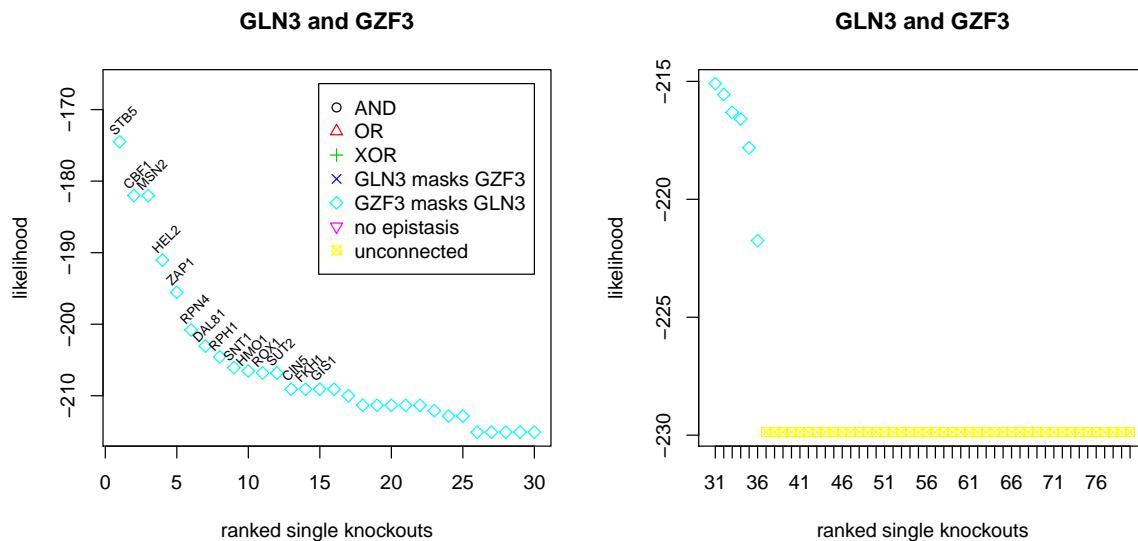 GLN3 and GZF3
likelihood
−170
−180
−190
−200
−210
STB5
CBF1
MSN2
HEL2
ZAP1
RPN4
DAL81
RPH1
SNT1
HMO1
ROX1
SUT2
CIN5
FKH1
GIS1
AND
OR
XOR
GLN3 masks GZF3
GZF3 masks GLN3
no epistasis
unconnected
0 5 10 15 20 25 30
ranked single knockouts
GLN3 and GZF3
likelihood
−215
−220
−225
−230
31 36 41 46 51 56 61 66 71 76
ranked single knockouts